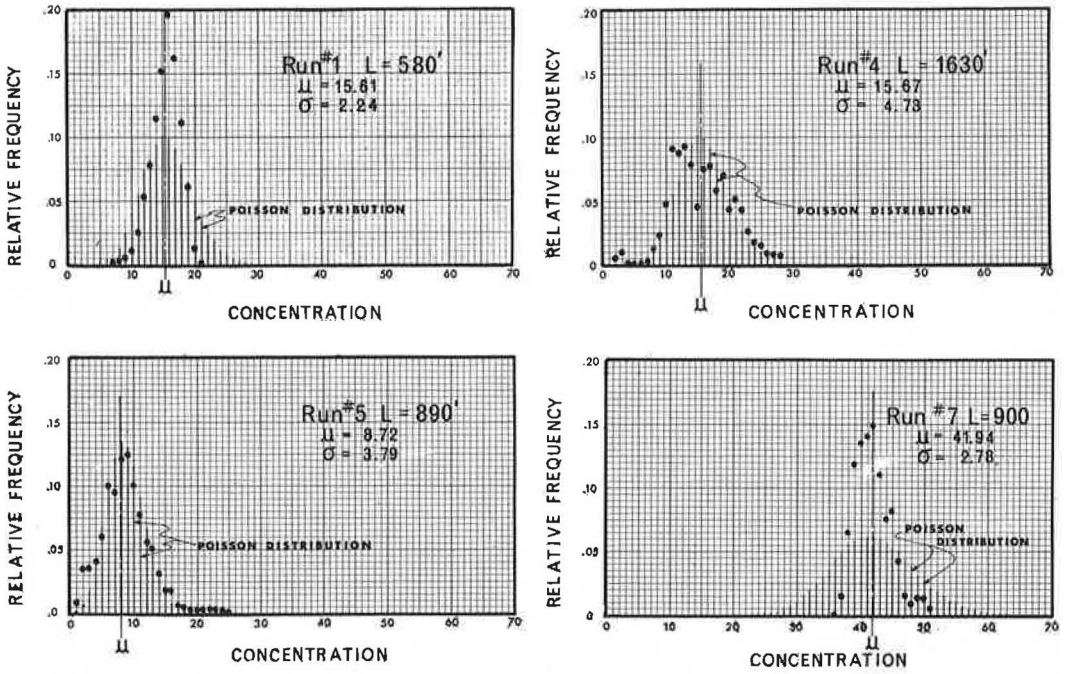 RELATIVE FREQUENCY
.20
.15
.10
.05
0
Run #1 L = 580'
μ = 15.61
σ = 2.24
POISSON DISTRIBUTION
0 10 20 30 40 50 60 70
μ
CONCENTRATION
RELATIVE FREQUENCY
.20
.15
.10
.05
0
Run #4 L = 1630'
μ = 15.67
σ = 4.73
POISSON DISTRIBUTION
0 10 20 30 40 50 60 70
μ
CONCENTRATION
RELATIVE FREQUENCY
.20
.15
.10
.05
.0
Run #5 L = 890'
μ = 8.72
σ = 3.79
POISSON DISTRIBUTION
0 10 20 30 40 50 60 70
μ
CONCENTRATION
RELATIVE FREQUENCY
.20
.15
.10
.05
0
Run #7 L=900
μ = 41.94
σ = 2.78
POISSON
DISTRIBUTION
0 10 20 30 40 50 60 70
μ
CONCENTRATION